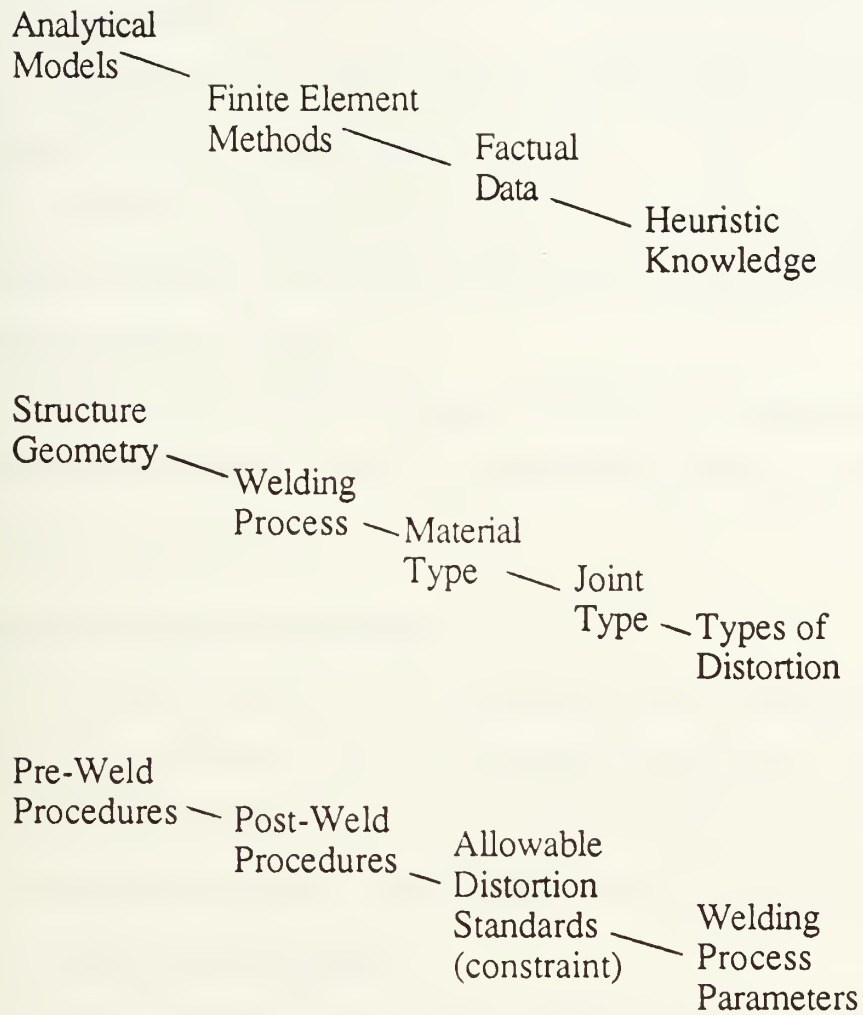 Analytical
Models
Finite Element
Methods
Factual
Data
Heuristic
Knowledge
Structure
Geometry
Welding
Process
Material
Type
Joint
Type
Types of
Distortion
Pre-Weld
Procedures
Post-Weld
Procedures
Allowable
Distortion
Standards
(constraint)
Welding
Process
Parameters